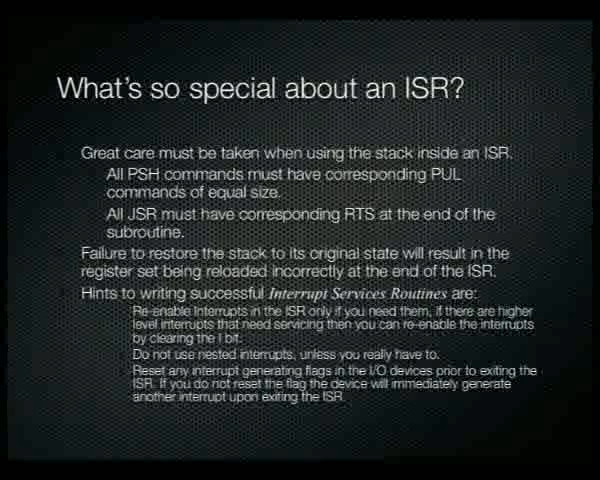 What's so special about an ISR?
Great care must be taken when using the stack inside an ISR.
All PSH commands must have corresponding PUL
commands of equal size.
All JSR must have corresponding RTS at the end of the
subroutine.
Failure to restore the stack to its original state will result in the
register set being reloaded incorrectly at the end of the ISR.
Hints to writing successful Interrupt Services Routines are:
Re-enable Interrupts in the ISR only if you need them, if there are higher
level interrupts that need servicing then you can re-enable the interrupts
by clearing the I bit.
Do not use nested interrupts, unless you really have to.
Reset any interrupt generating flags in the I/O devices prior to exiting the
ISR. If you do not reset the flag the device will immediately generate
another interrupt upon exiting the ISR.